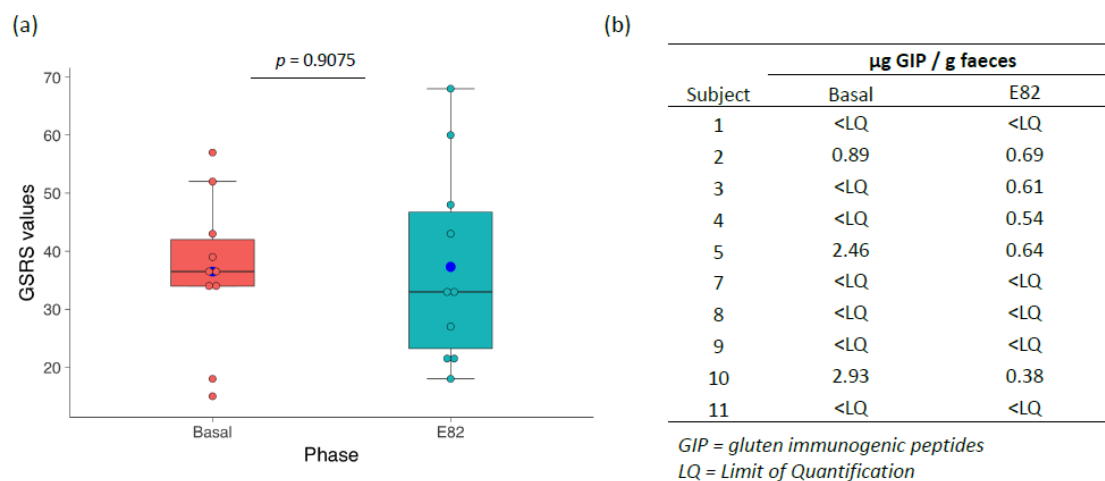 (a)
p = 0.9075
70
60
50
40
30
20
GSRS values
Basal
E82
Phase
(b)
µg GIP / g faeces
Subject Basal E82
1 <LQ <LQ
2 0.89 0.69
3 <LQ 0.61
4 <LQ 0.54
5 2.46 0.64
7 <LQ <LQ
8 <LQ <LQ
9 <LQ <LQ
10 2.93 0.38
11 <LQ <LQ
GIP = gluten immunogenic peptides
LQ = Limit of Quantification